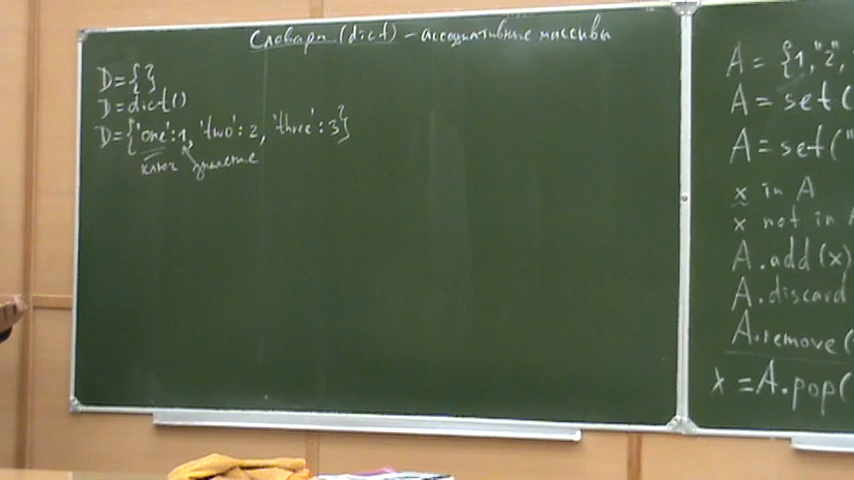 Словари (dict) – ассоциативные массивы
D={}
D=dict()
D={'one':1, 'two':2, 'three':3}
ключ значение
A = {1,"2",
A = set(
A = set("
x in A
x not in A
A.add(x)
A.discard
A.remove(
x = A.pop(